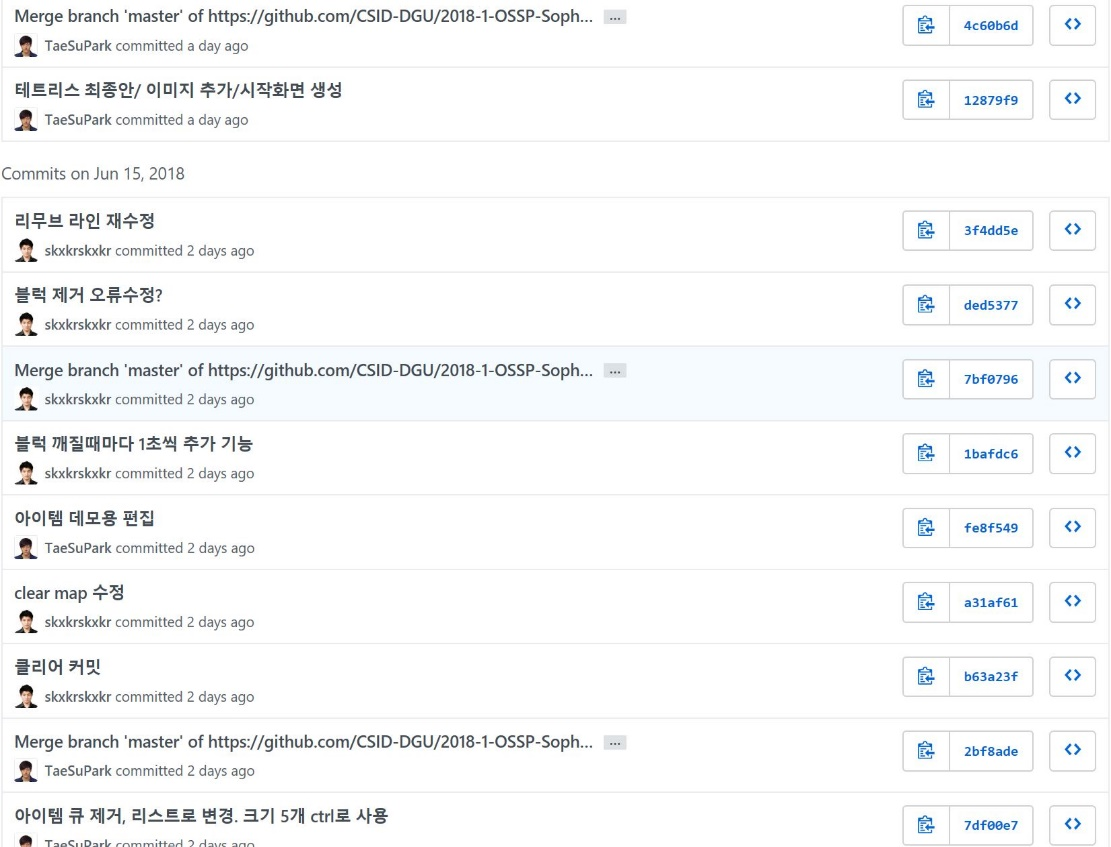 Merge branch 'master' of https://github.com/CSID-DGU/2018-1-OSSP-Soph... ...
4c60b6d
TaeSuPark committed a day ago
테트리스 최종안/ 이미지 추가/시작화면 생성
12879f9
TaeSuPark committed a day ago
Commits on Jun 15, 2018
리무브 라인 재수정
3f4dd5e
skxkrskxkr committed 2 days ago
블럭 제거 오류수정?
ded5377
skxkrskxkr committed 2 days ago
Merge branch 'master' of https://github.com/CSID-DGU/2018-1-OSSP-Soph... ...
7bf0796
skxkrskxkr committed 2 days ago
블럭 깨질때마다 1초씩 추가 기능
1bafdc6
skxkrskxkr committed 2 days ago
아이템 데모용 편집
fe8f549
TaeSuPark committed 2 days ago
clear map 수정
a31af61
skxkrskxkr committed 2 days ago
클리어 커밋
b63a23f
skxkrskxkr committed 2 days ago
Merge branch 'master' of https://github.com/CSID-DGU/2018-1-OSSP-Soph... ...
2bf8ade
TaeSuPark committed 2 days ago
아이템 큐 제거, 리스트로 변경. 크기 5개 ctrl로 사용
7df00e7
TaeSuPark committed 2 days ago